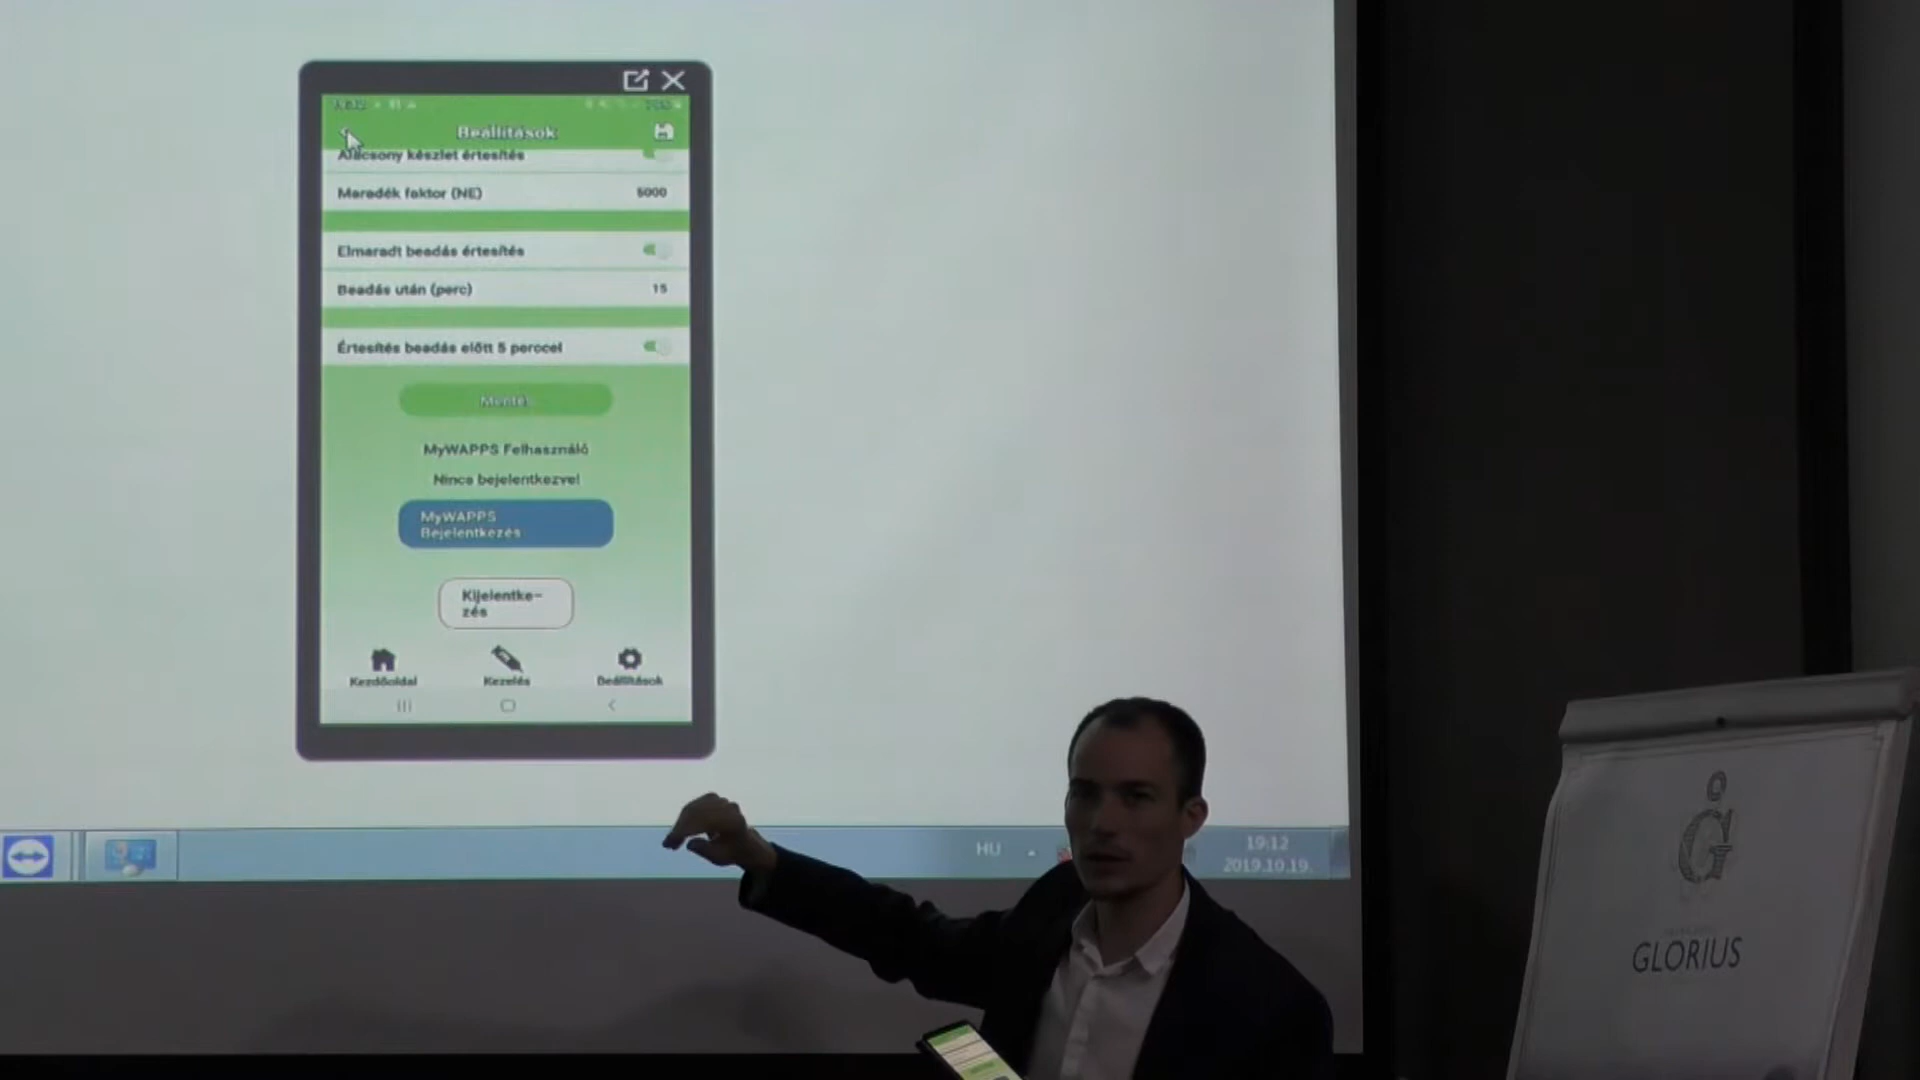 Beállítások
Alacsony készlet értesítés
Maradék faktor (NE) 5000
Elmaradt beadás értesítés
Beadás után (perc) 15
Értesítés beadás előtt 5 perccel
Mentés
MyWAPPS Felhasználó
Nincs bejelentkezve!
MyWAPPS
Bejelentkezés
Kijelentke-
zés
Kezdőoldal Kezelés Beállítások
HU
19:12
2019.10.19.
G
GLORIUS